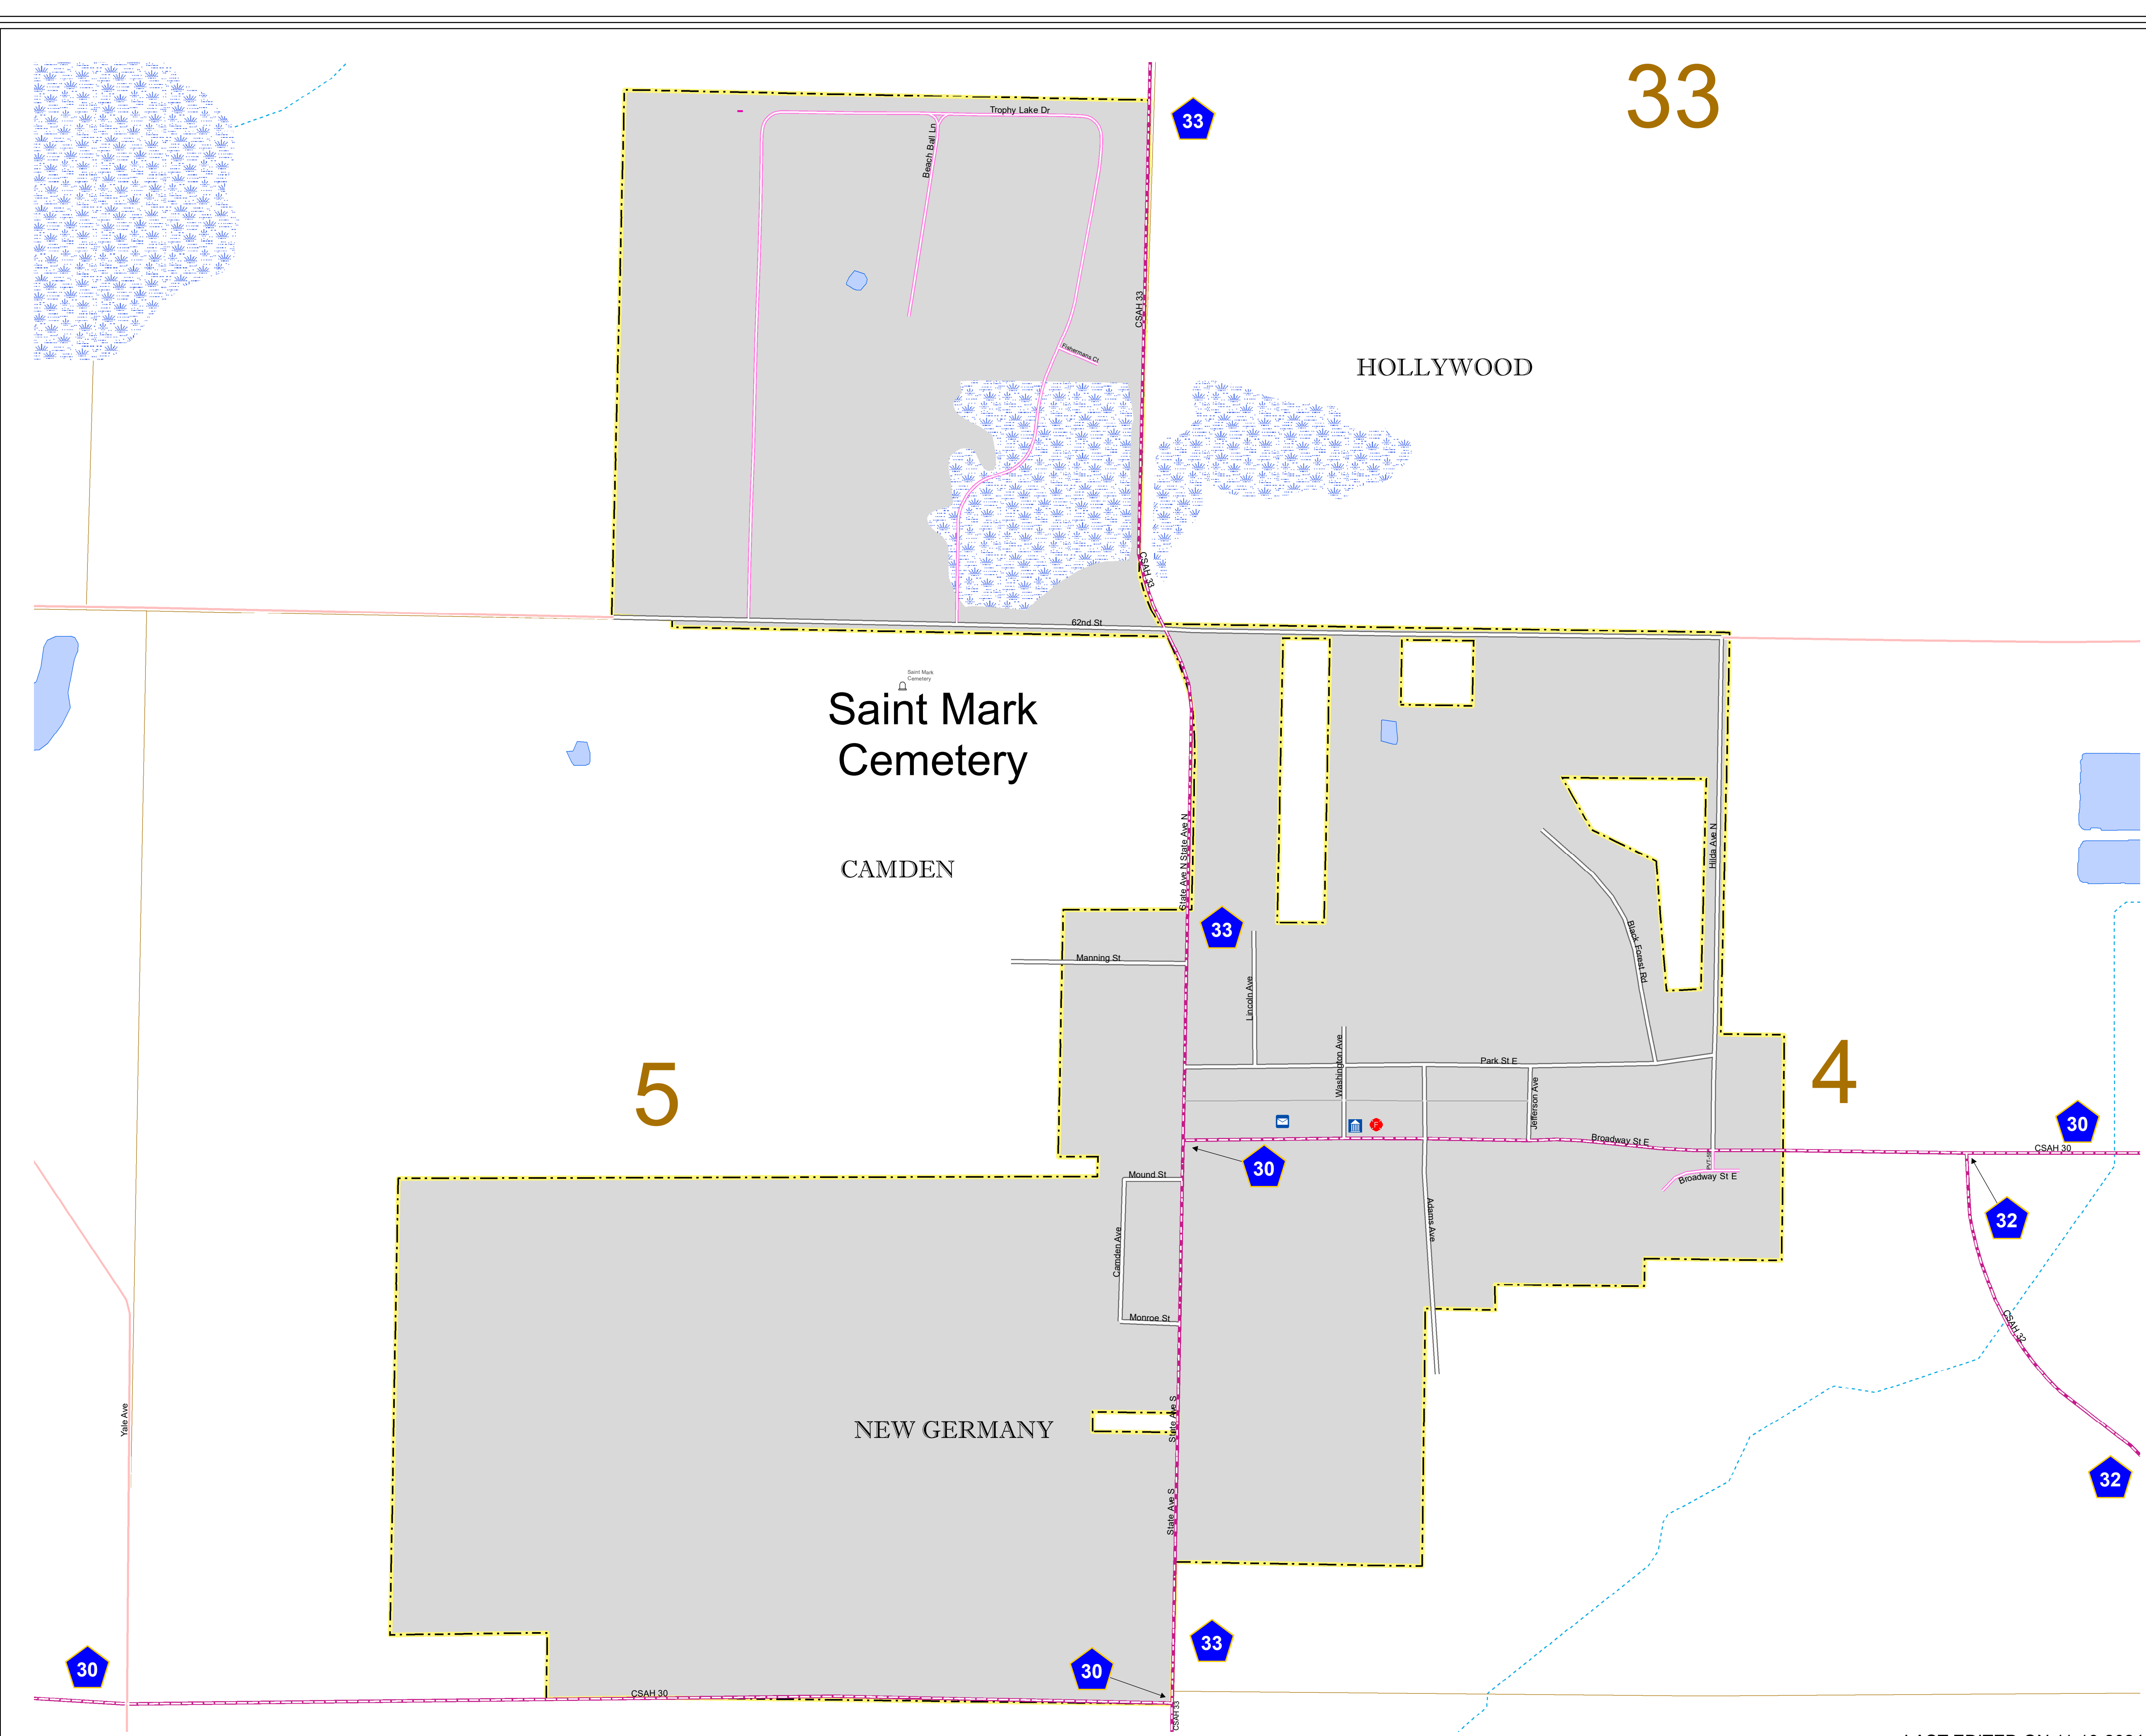 33
Trophy Lake Dr
33
Beach Ball Ln
CSAH 33
Fishermans Ct
HOLLYWOOD
CSAH 33
62nd St
Saint Mark
Cemetery
Saint Mark
Cemetery
CAMDEN
State Ave N
State Ave N
Hilda Ave N
33
Black Forest Rd
Manning St
Lincoln Ave
5
Washington Ave
Park St E
4
Jefferson Ave
F
30
Broadway St E
CSAH 30
30
Mound St
Broadway St E
32
Adams Ave
Camden Ave
Monroe St
CSAH 32
Yale Ave
NEW GERMANY
State Ave S
32
State Ave S
33
30
30
CSAH 30
CSAH 33